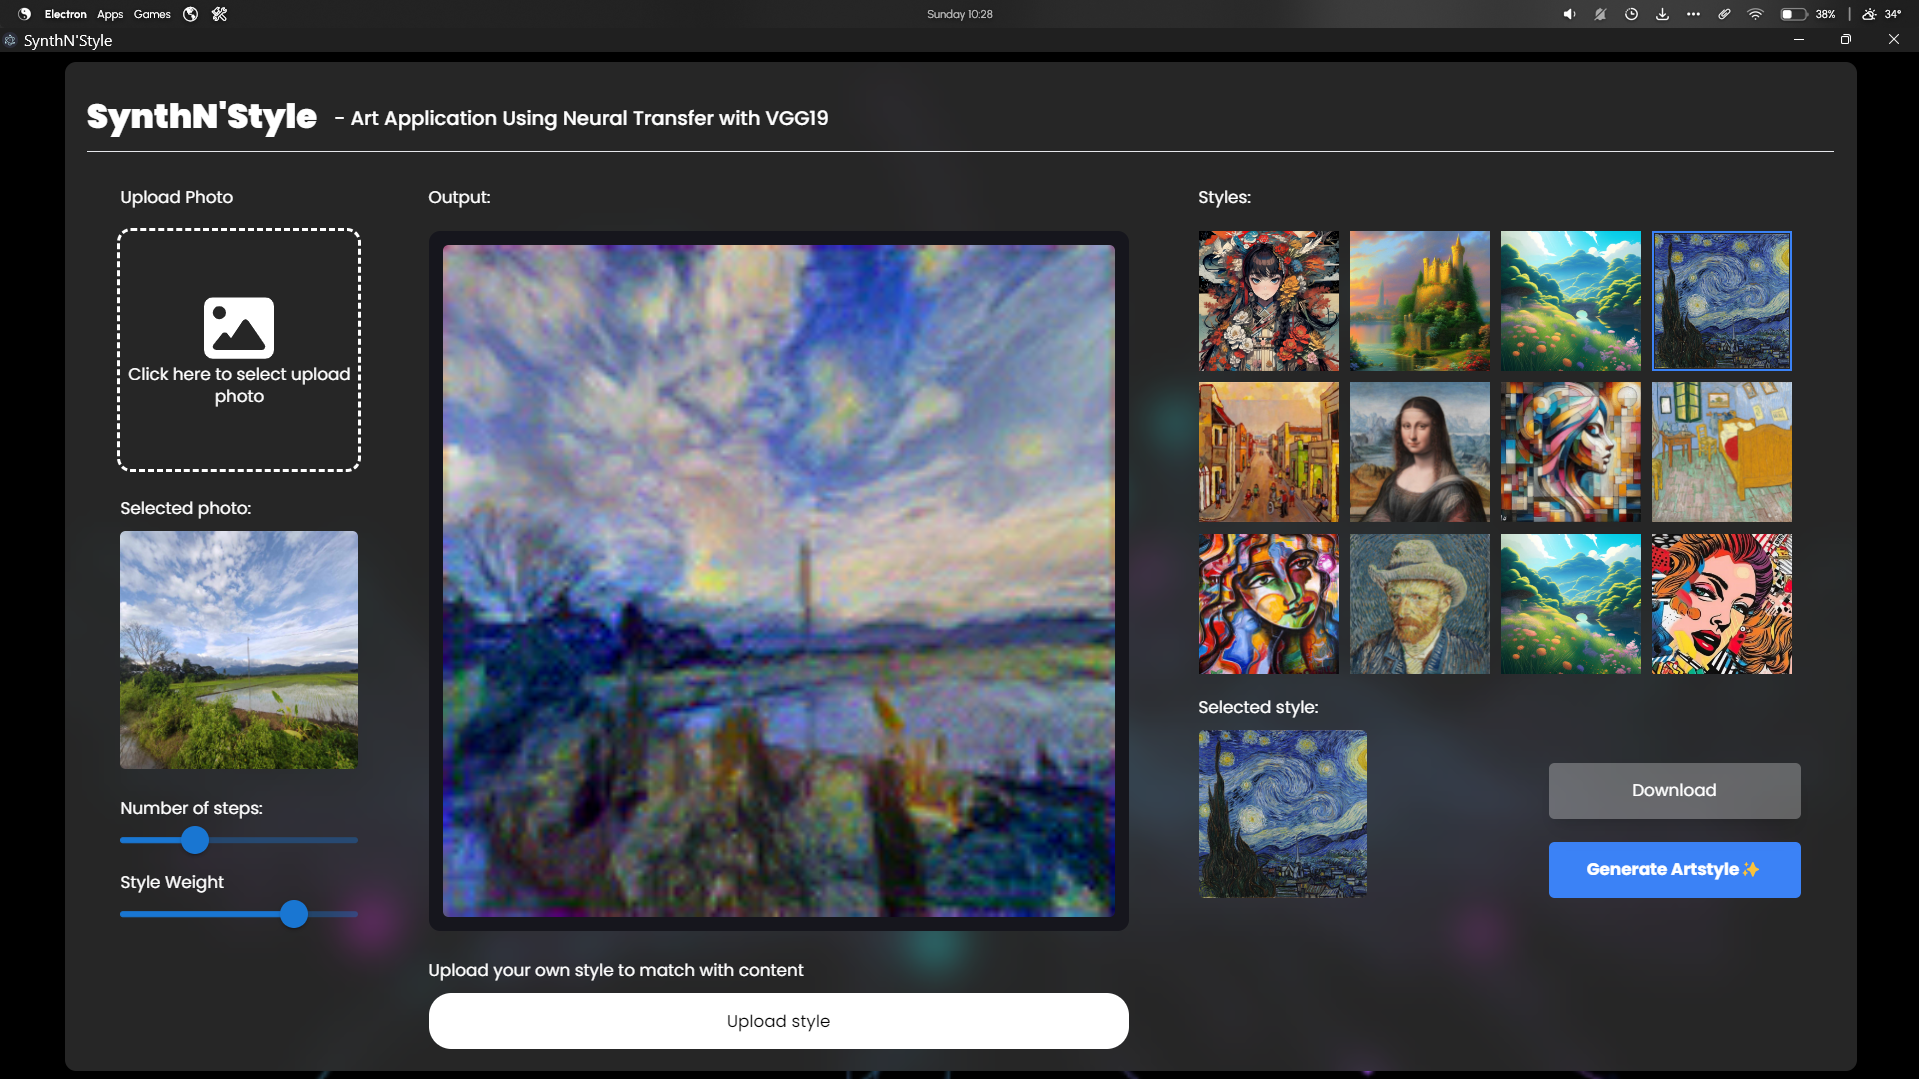 Electron Apps Games
Sunday 10:28
38%
34°
SynthN'Style
SynthN'Style - Art Application Using Neural Transfer with VGG19
Upload Photo
Click here to select upload
photo
Selected photo:
Number of steps:
Style Weight
Output:
Upload your own style to match with content
Upload style
Styles:
Selected style:
Download
Generate Artstyle✨